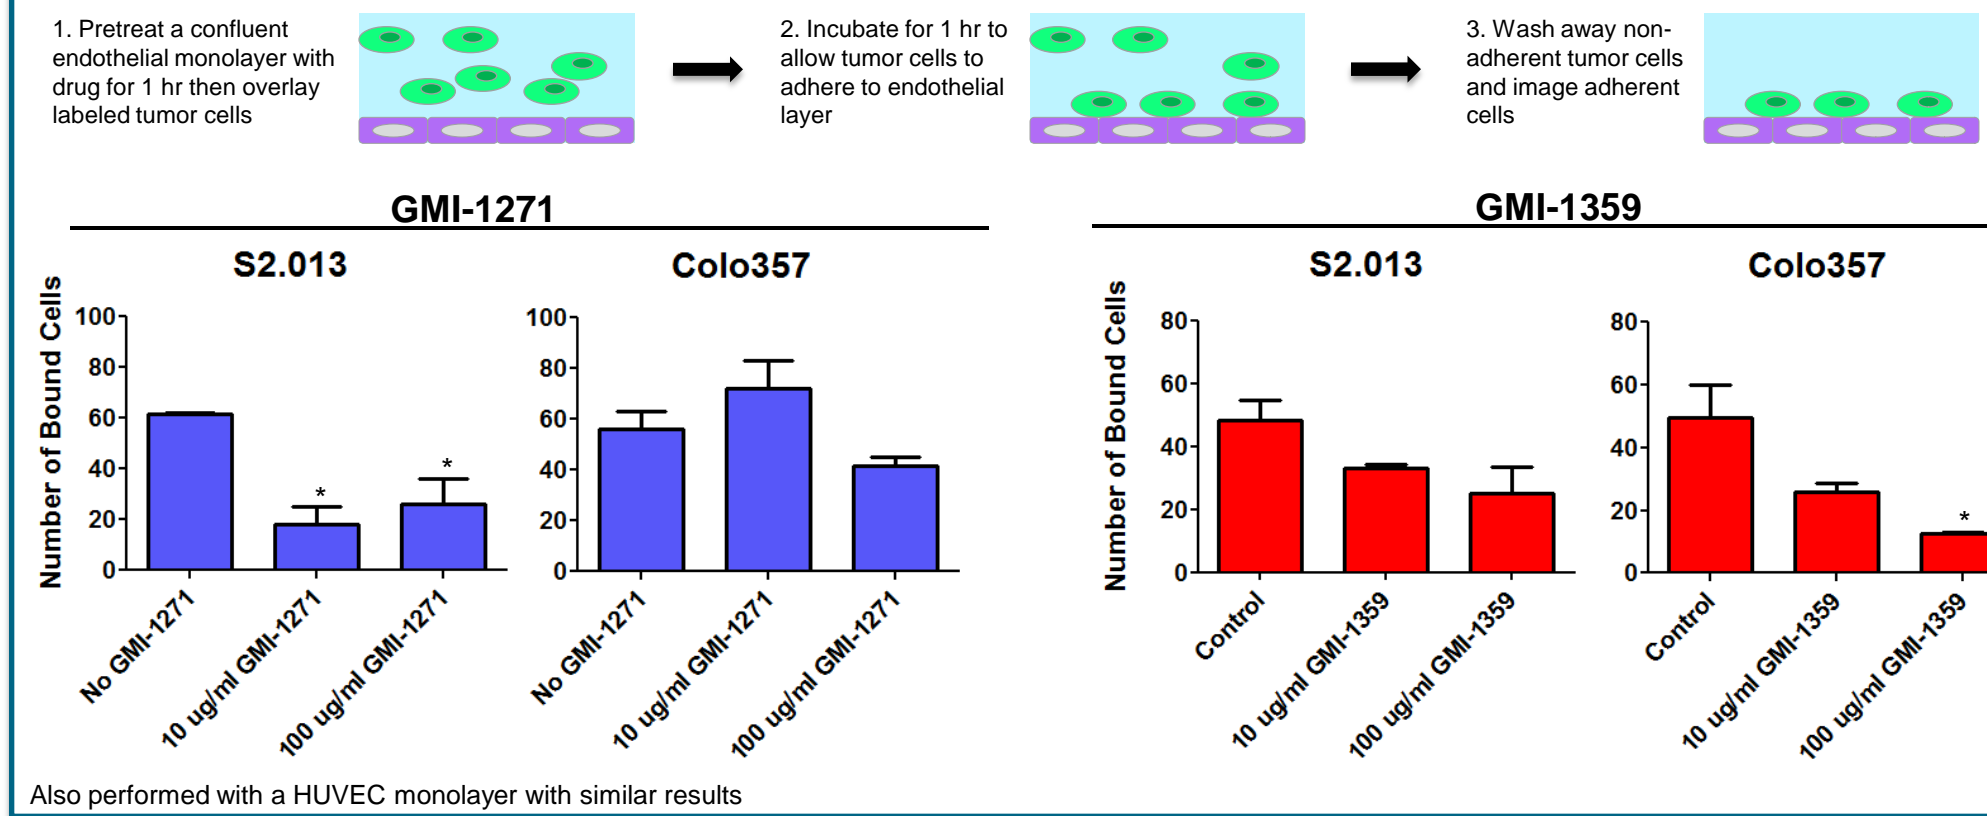 1. Pretreat a confluent
endothelial monolayer with
drug for 1 hr then overlay
labeled tumor cells
2. Incubate for 1 hr to
allow tumor cells to
adhere to endothelial
layer
3. Wash away non-
adherent tumor cells
and image adherent
cells
GMI-1271
S2.013
Number of Bound Cells
100
80
60
40
20
0
*
*
No GMI-1271
10 ug/ml GMI-1271
100 ug/ml GMI-1271
Colo357
100
80
60
40
20
0
No GMI-1271
10 ug/ml GMI-1271
100 ug/ml GMI-1271
GMI-1359
S2.013
Number of Bound Cells
80
60
40
20
0
Control
10 ug/ml GMI-1359
100 ug/ml GMI-1359
Colo357
80
60
40
20
0
*
Control
10 ug/ml GMI-1359
100 ug/ml GMI-1359
Also performed with a HUVEC monolayer with similar results